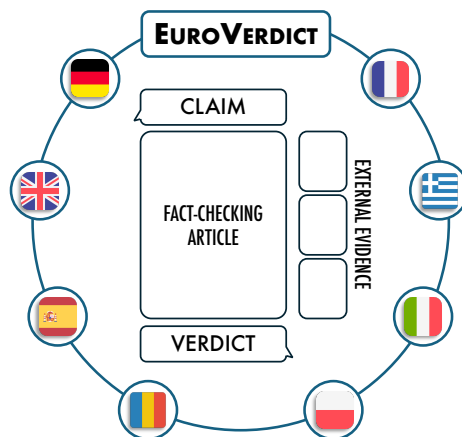 EUROVERDICT
CLAIM
FACT-CHECKING
ARTICLE
EXTERNAL EVIDENCE
VERDICT